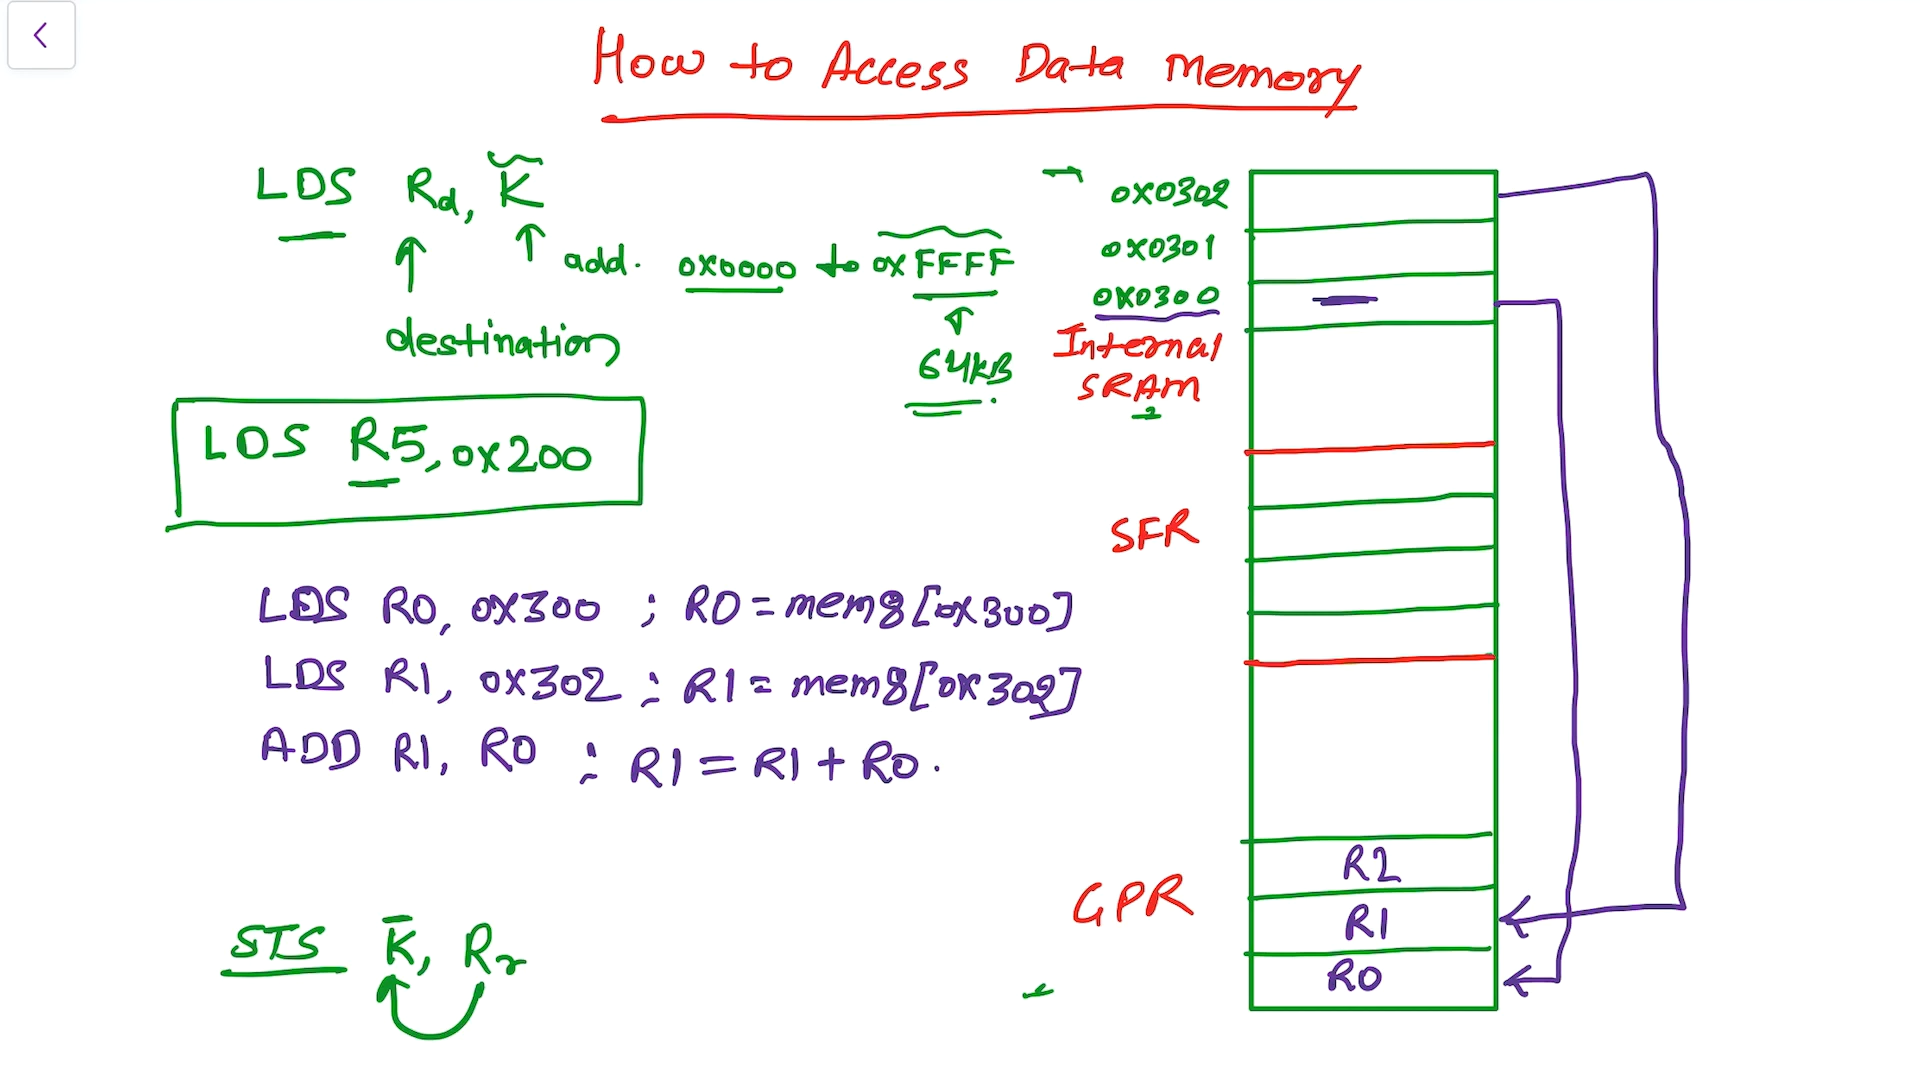 How to Access Data Memory
LDS Rd, K
add. 0x0000 to 0xFFFF
destination
64kB
LDS R5, 0x200
LDS R0, 0x300 ; R0 = mem8[0x300]
LDS R1, 0x302 ; R1 = mem8[0x302]
ADD R1, R0 ; R1 = R1 + R0.
STS K, Rr
0x0302
0x0301
0x0300
Internal
SRAM
SFR
GPR
R2
R1
R0